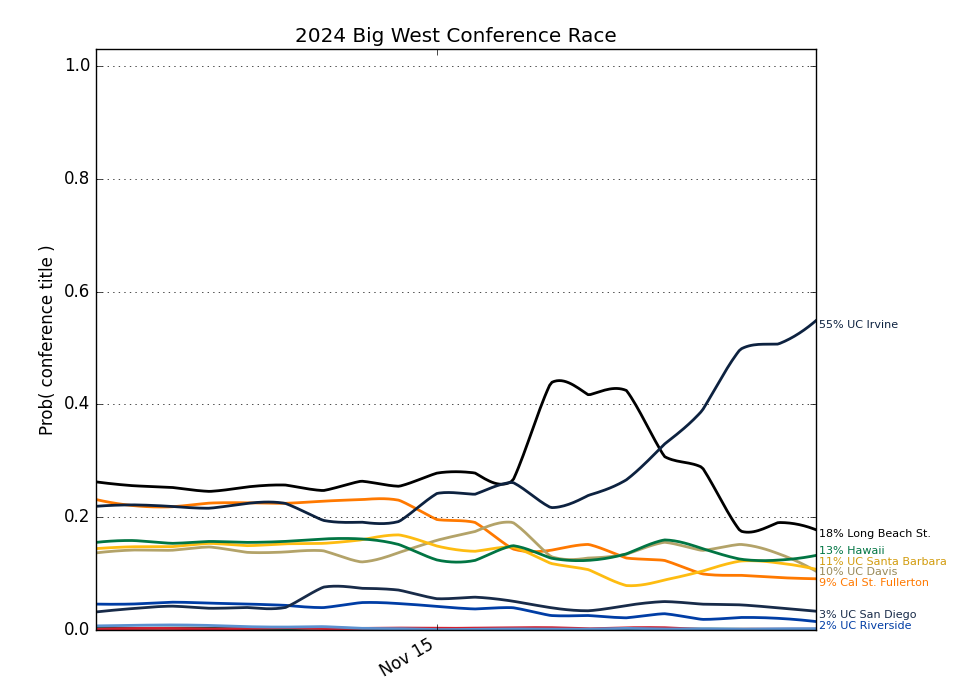 2024 Big West Conference Race
Prob( conference title )
1.0
0.8
0.6
0.4
0.2
0.0
Nov 15
55% UC Irvine
18% Long Beach St.
13% Hawaii
11% UC Santa Barbara
10% UC Davis
9% Cal St. Fullerton
3% UC San Diego
2% UC Riverside